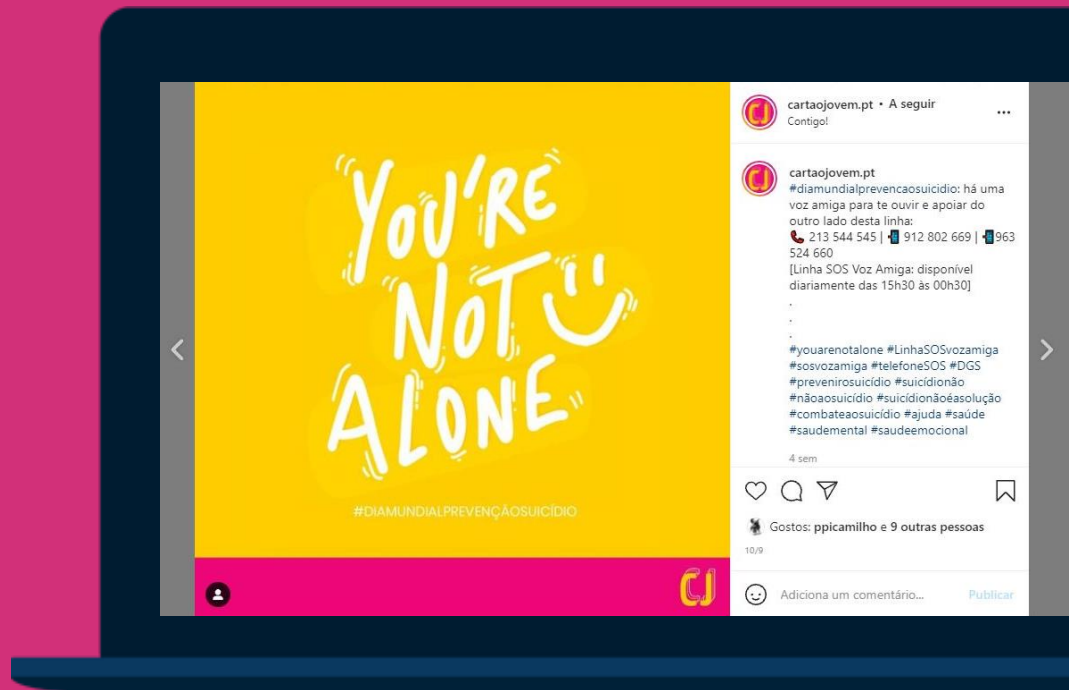 YOU'RE
NOT
ALONE
#DIAMUNDIALPREVENÇÃOSUICÍDIO
CJ
CJ
cartaojovem.pt • A seguir
Contigo!
CJ
cartaojovem.pt
#diamundialprevencaosuicidio: há uma
voz amiga para te ouvir e apoiar do
outro lado desta linha:
📞 213 544 545 | 📲 912 802 669 | 📲963
524 660
[Linha SOS Voz Amiga: disponível
diariamente das 15h30 às 00h30]
.
.
.
#youarenotalone #LinhaSOSvozamiga
#sosvozamiga #telefoneSOS #DGS
#prevenirosuicídio #suicídionão
#nãoaosuicídio #suicídionãoéasolução
#combateaosuicídio #ajuda #saúde
#saudemental #saudeemocional
4 sem
Gostos: ppicamilho e 9 outras pessoas
10/9
Adiciona um comentário... Publicar